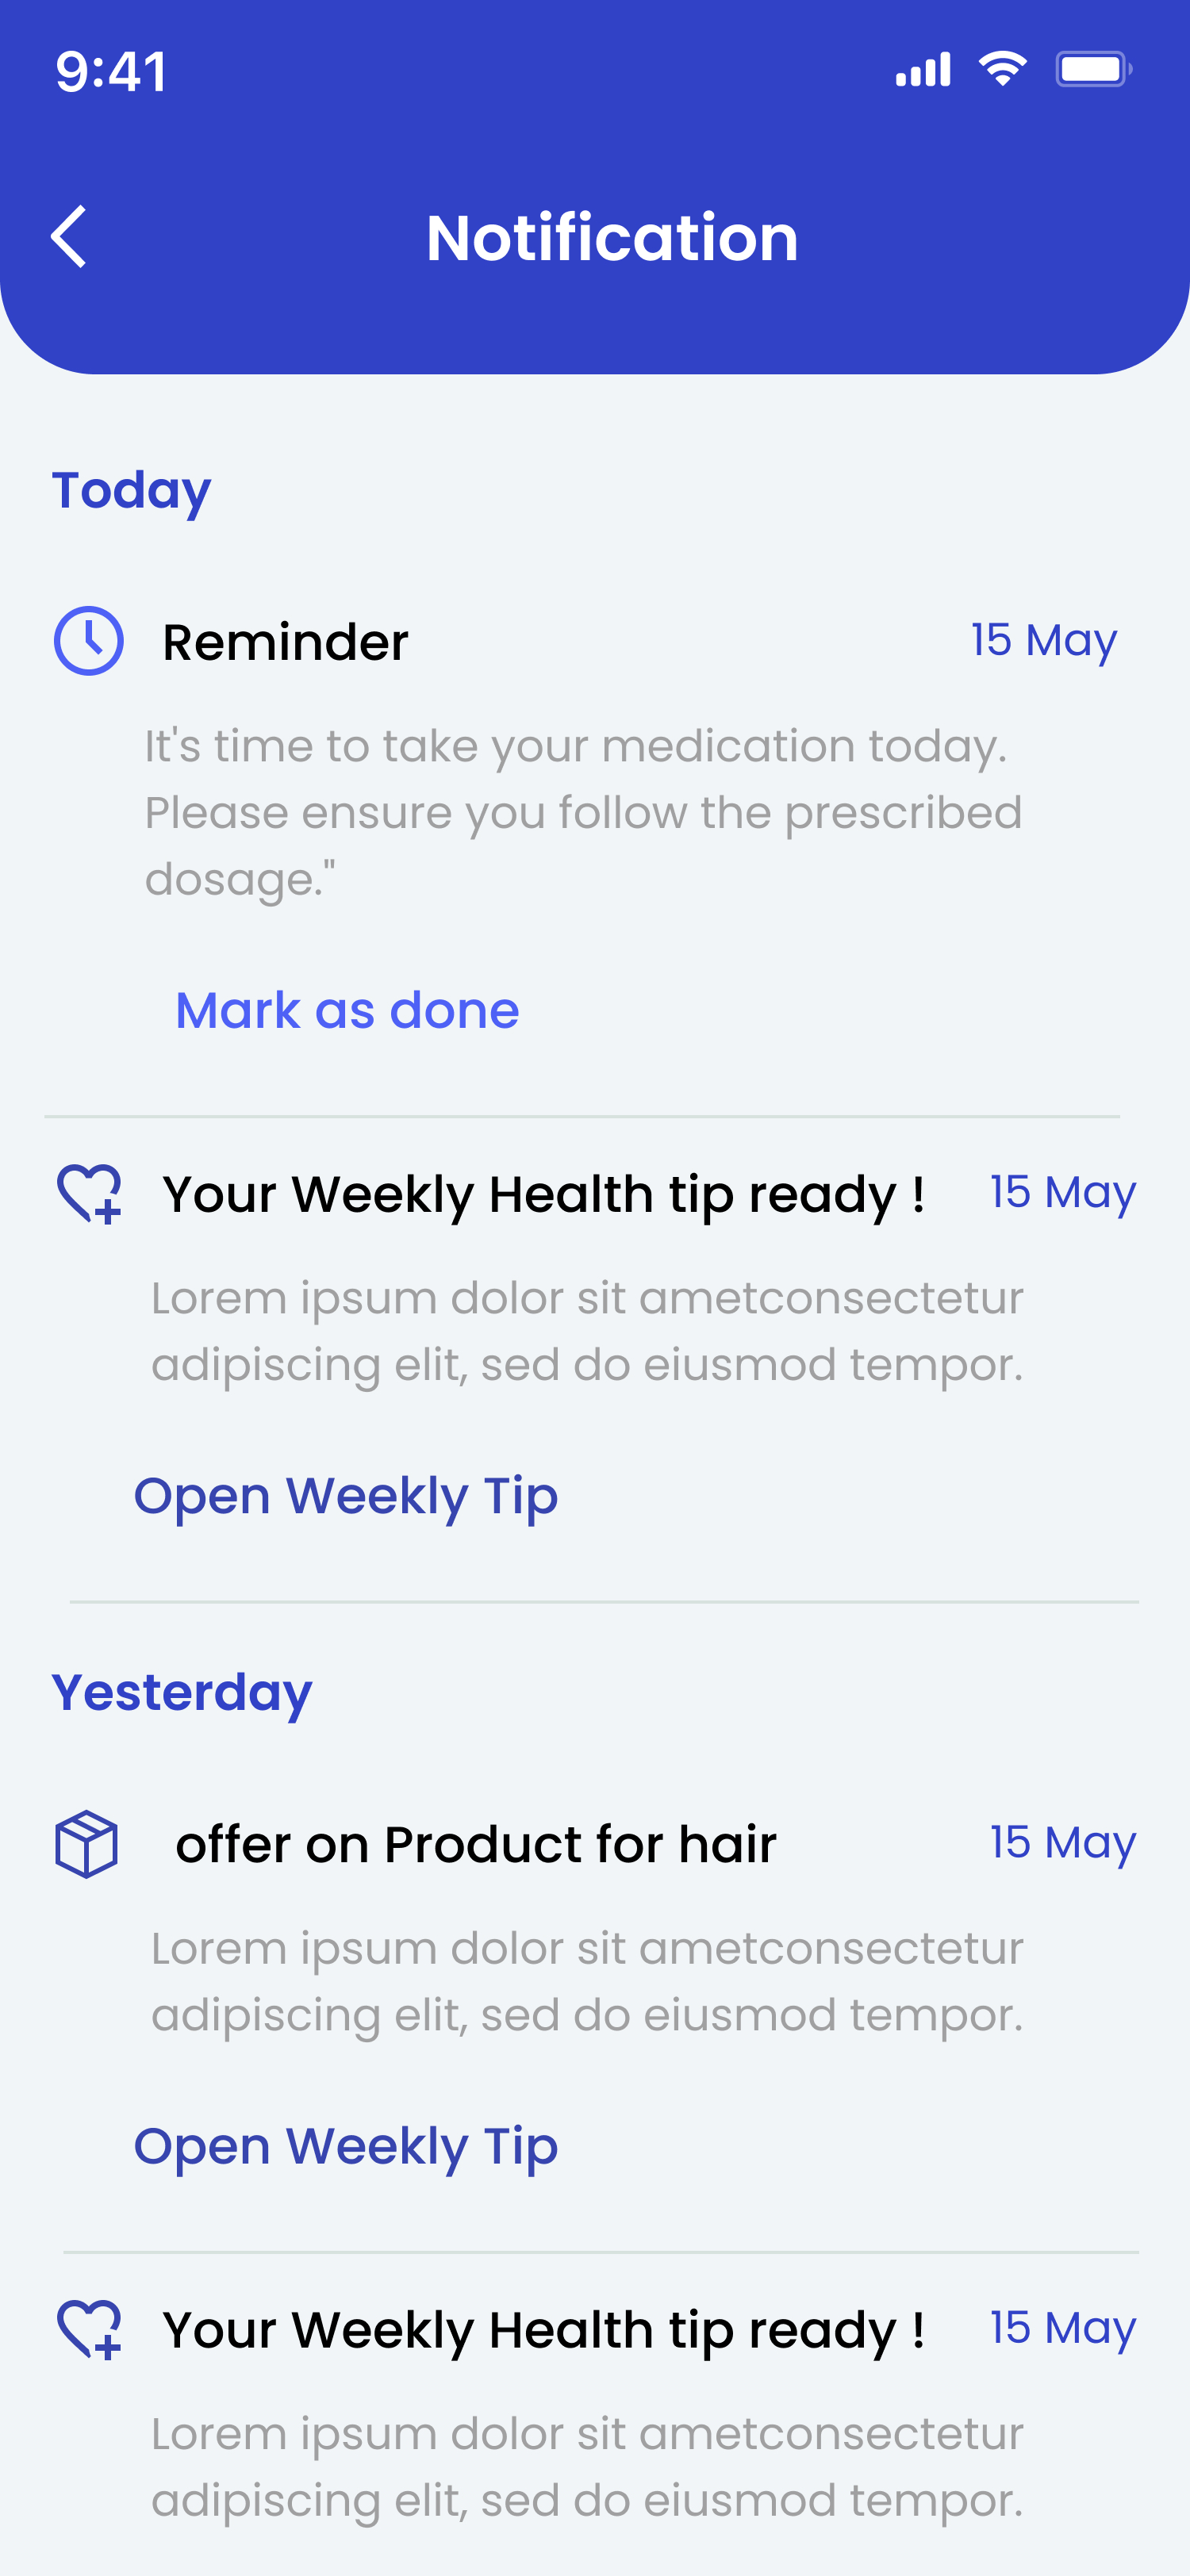 9:41
Notification
Today
Reminder
15 May
It's time to take your medication today.
Please ensure you follow the prescribed
dosage."
Mark as done
Your Weekly Health tip ready !
15 May
Lorem ipsum dolor sit ametconsectetur
adipiscing elit, sed do eiusmod tempor.
Open Weekly Tip
Yesterday
offer on Product for hair
15 May
Lorem ipsum dolor sit ametconsectetur
adipiscing elit, sed do eiusmod tempor.
Open Weekly Tip
Your Weekly Health tip ready !
15 May
Lorem ipsum dolor sit ametconsectetur
adipiscing elit, sed do eiusmod tempor.